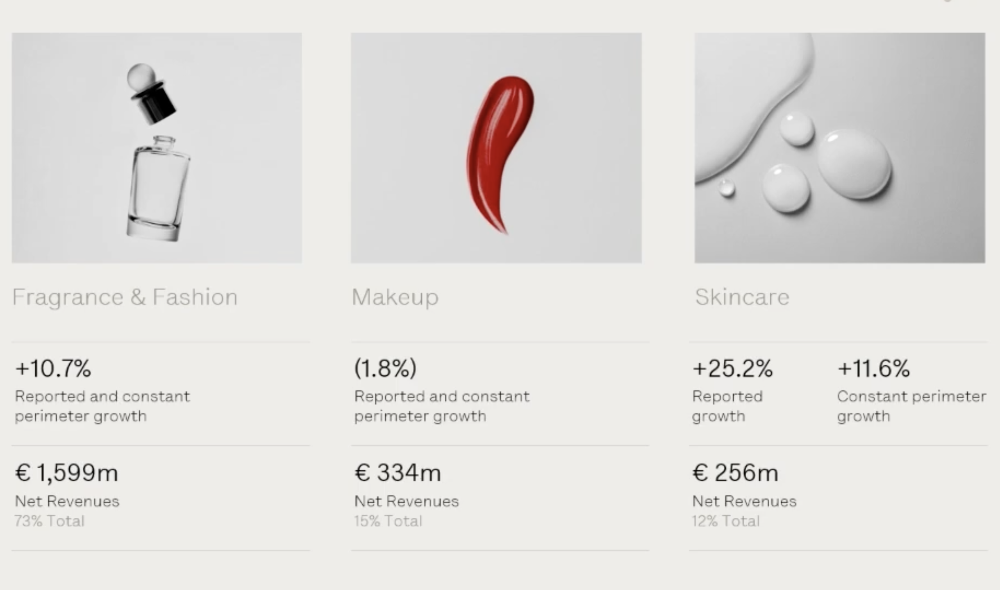 Fragrance & Fashion
+10.7%
Reported and constant
perimeter growth
€ 1,599m
Net Revenues
73% Total
Makeup
(1.8%)
Reported and constant
perimeter growth
€ 334m
Net Revenues
15% Total
Skincare
+25.2%
Reported
growth
+11.6%
Constant perimeter
growth
€ 256m
Net Revenues
12% Total